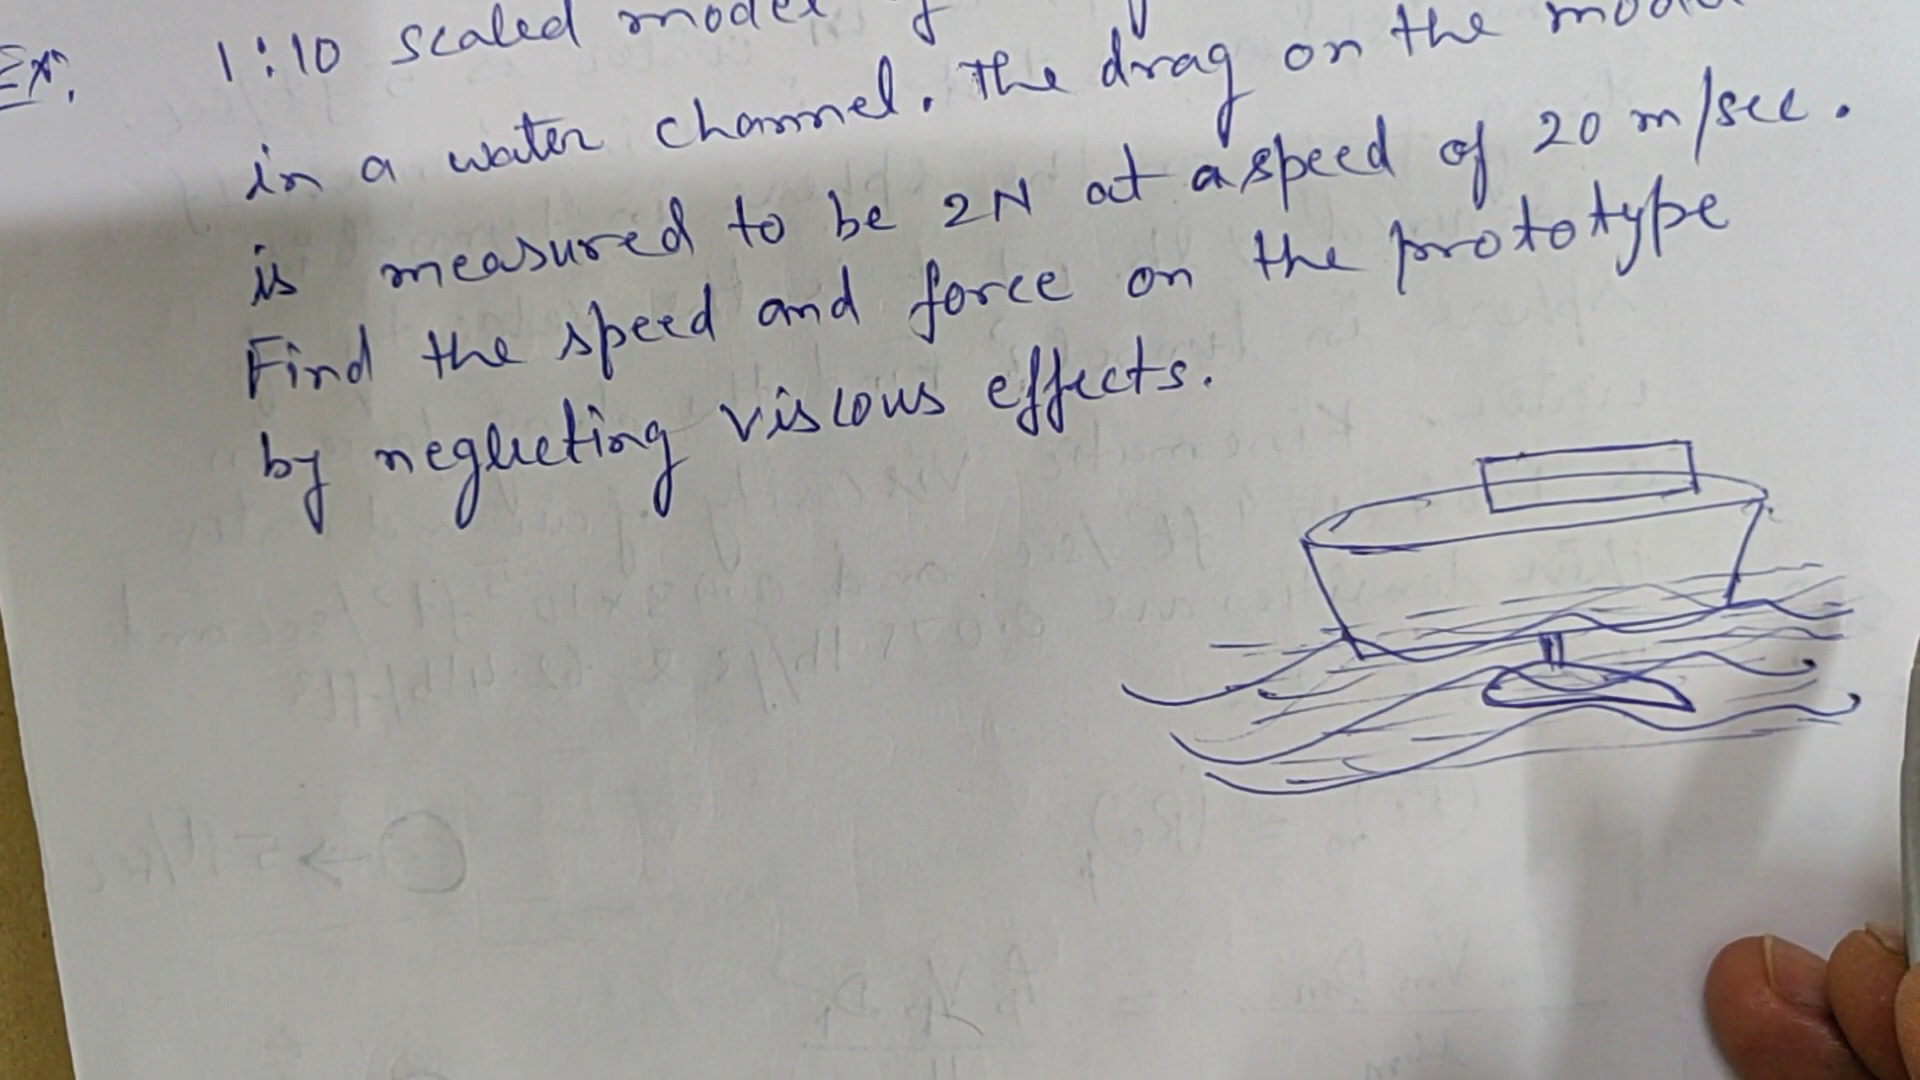 Ex. 1:10 scaled model
in a water channel. The drag on the model
is measured to be 2N at a speed of 20 m/sec.
Find the speed and force on the prototype
by neglecting viscous effects.